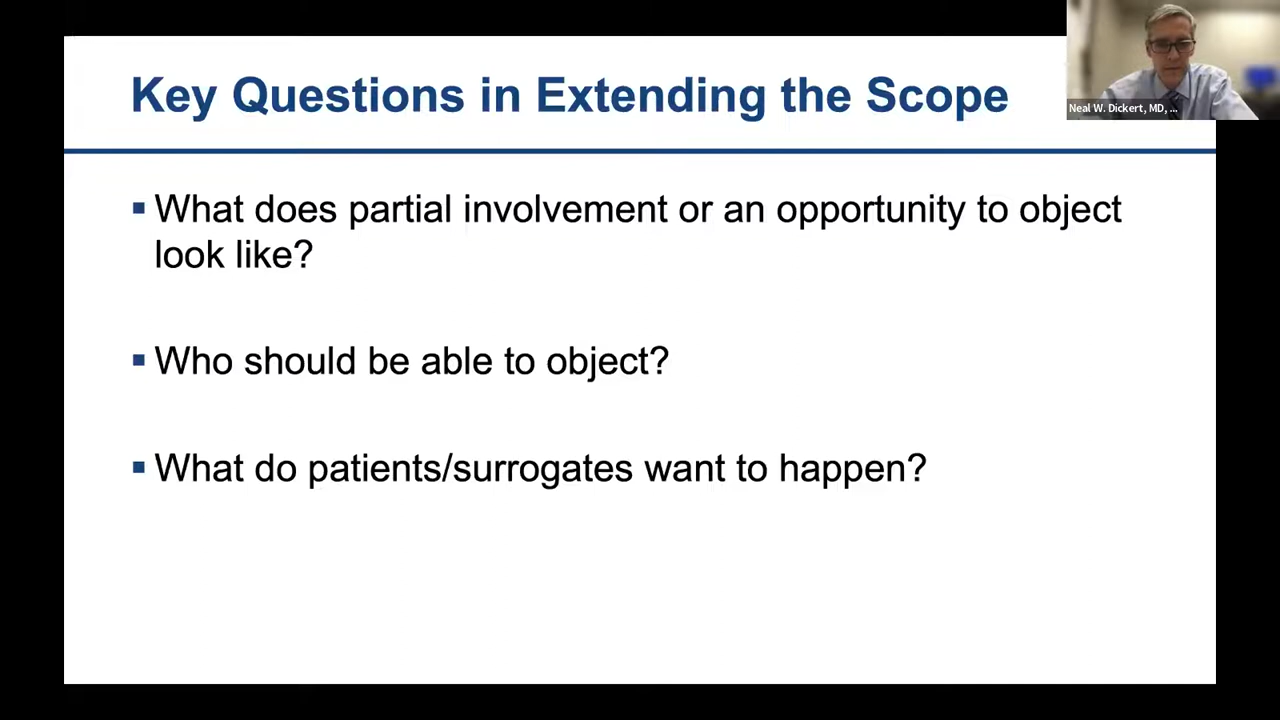 Key Questions in Extending the Scope
Neal W. Dickert, MD, ...
▪ What does partial involvement or an opportunity to object
look like?
▪ Who should be able to object?
▪ What do patients/surrogates want to happen?